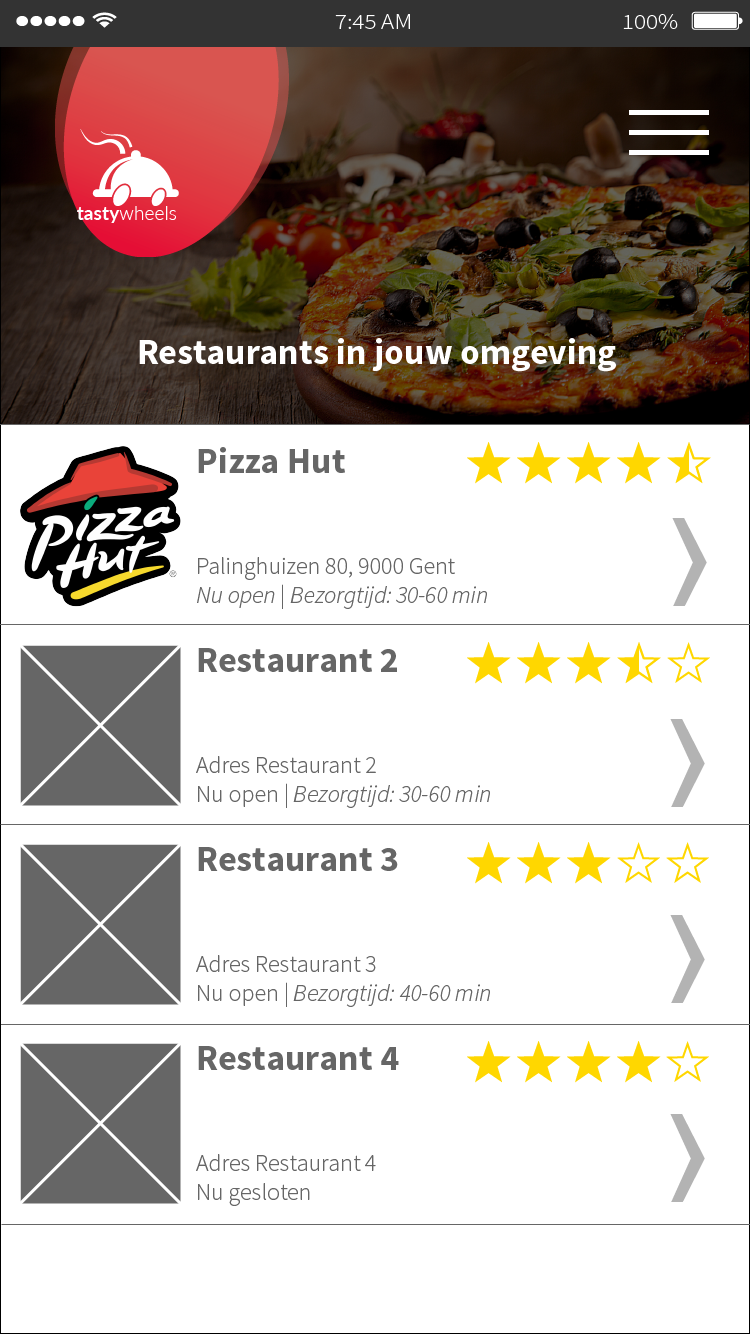 7:45 AM
100%
tastywheels
Restaurants in jouw omgeving
Pizza Hut
Pizza
Hut
®
Palinghuizen 80, 9000 Gent
Nu open | Bezorgtijd: 30-60 min
Restaurant 2
Adres Restaurant 2
Nu open | Bezorgtijd: 30-60 min
Restaurant 3
Adres Restaurant 3
Nu open | Bezorgtijd: 40-60 min
Restaurant 4
Adres Restaurant 4
Nu gesloten